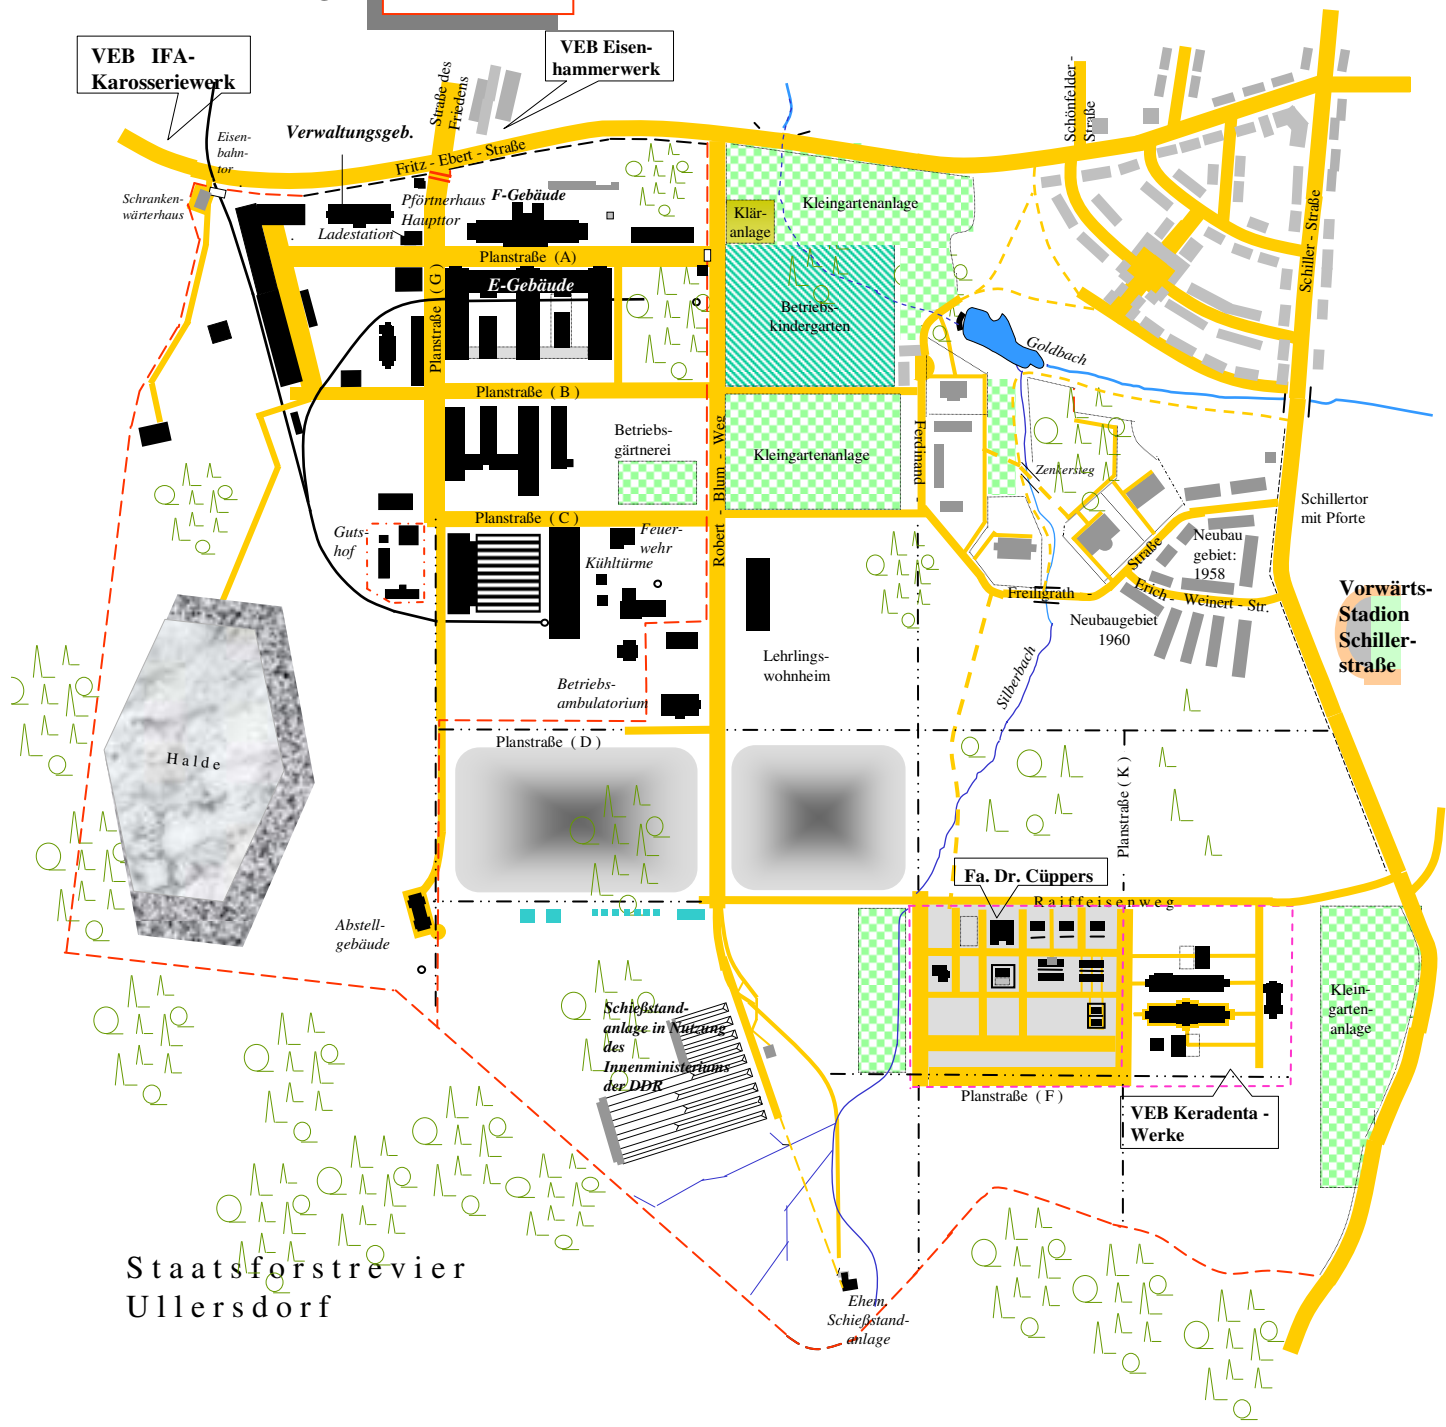 VEB IFA-
Karosseriewerk
VEB Eisen-
hammerwerk
Straße des
Friedens
Schönfelder -
Straße
Eisen-
bahn-
tor
Verwaltungsgeb.
Fritz - Ebert - Straße
Schranken-
wärterhaus
Pförtnerhaus
Haupttor
F-Gebäude
Ladestation
Klär-
anlage
Kleingartenanlage
Schiller - Straße
Planstraße (A)
Planstraße ( G )
E-Gebäude
Betriebs-
kindergarten
Goldbach
Planstraße ( B )
Betriebs-
gärtnerei
Robert - Blum - Weg
Kleingartenanlage
Ferdinand -
Zenkersteg
Schillertor
mit Pforte
Planstraße ( C )
Guts-
hof
Feuer-
wehr
Kühltürme
Neubau
gebiet:
1958
Straße
Freiligrath -
Erich - Weinert - Str.
Neubaugebiet
1960
Vorwärts-
Stadion
Schiller-
straße
Lehrlings-
wohnheim
Silberbach
Betriebs-
ambulatorium
Planstraße ( D )
Halde
Planstraße ( K )
Fa. Dr. Cüppers
Raiffeisenweg
Abstell-
gebäude
Schießstand-
anlage in Nutzung
des
Innenministeriums
der DDR
Klein-
garten-
anlage
Planstraße ( F )
VEB Keradenta -
Werke
Staatsforstrevier
Ullersdorf
Ehem.
Schießstand-
anlage